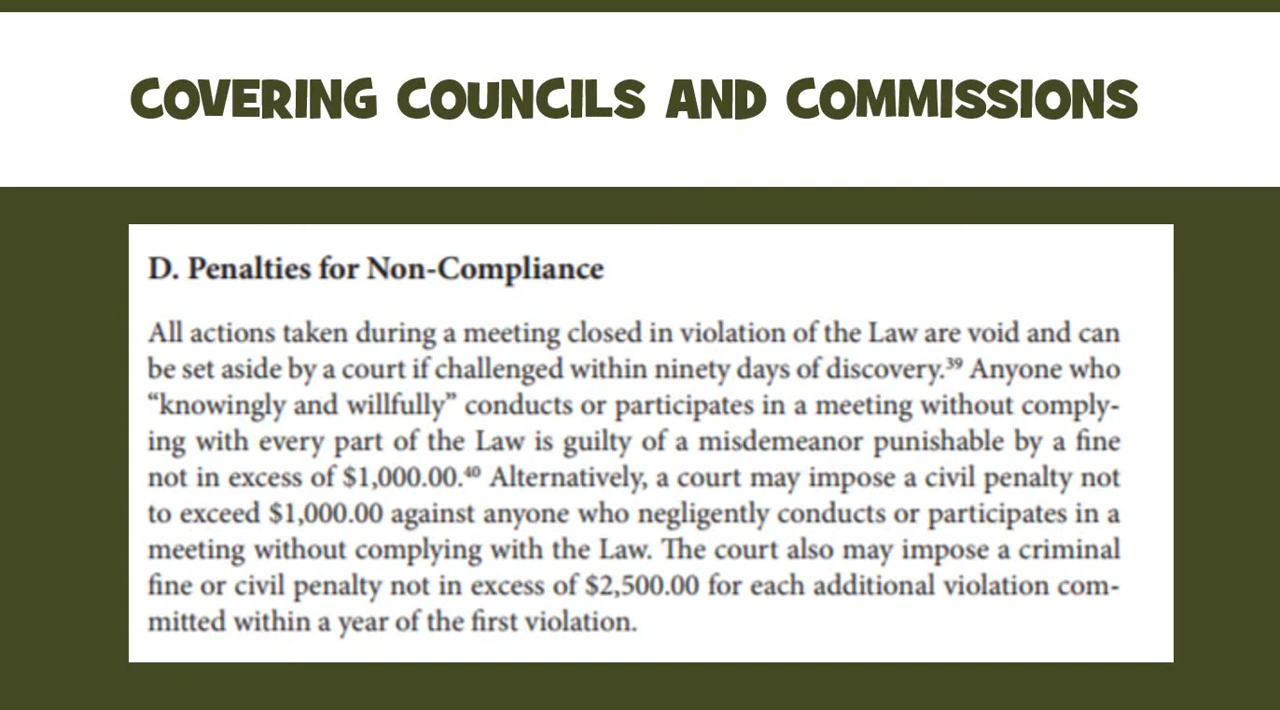 COVERING COUNCILS AND COMMISSIONS
D. Penalties for Non-Compliance
All actions taken during a meeting closed in violation of the Law are void and can
be set aside by a court if challenged within ninety days of discovery.³⁹ Anyone who
“knowingly and willfully” conducts or participates in a meeting without comply-
ing with every part of the Law is guilty of a misdemeanor punishable by a fine
not in excess of $1,000.00.⁴⁰ Alternatively, a court may impose a civil penalty not
to exceed $1,000.00 against anyone who negligently conducts or participates in a
meeting without complying with the Law. The court also may impose a criminal
fine or civil penalty not in excess of $2,500.00 for each additional violation com-
mitted within a year of the first violation.